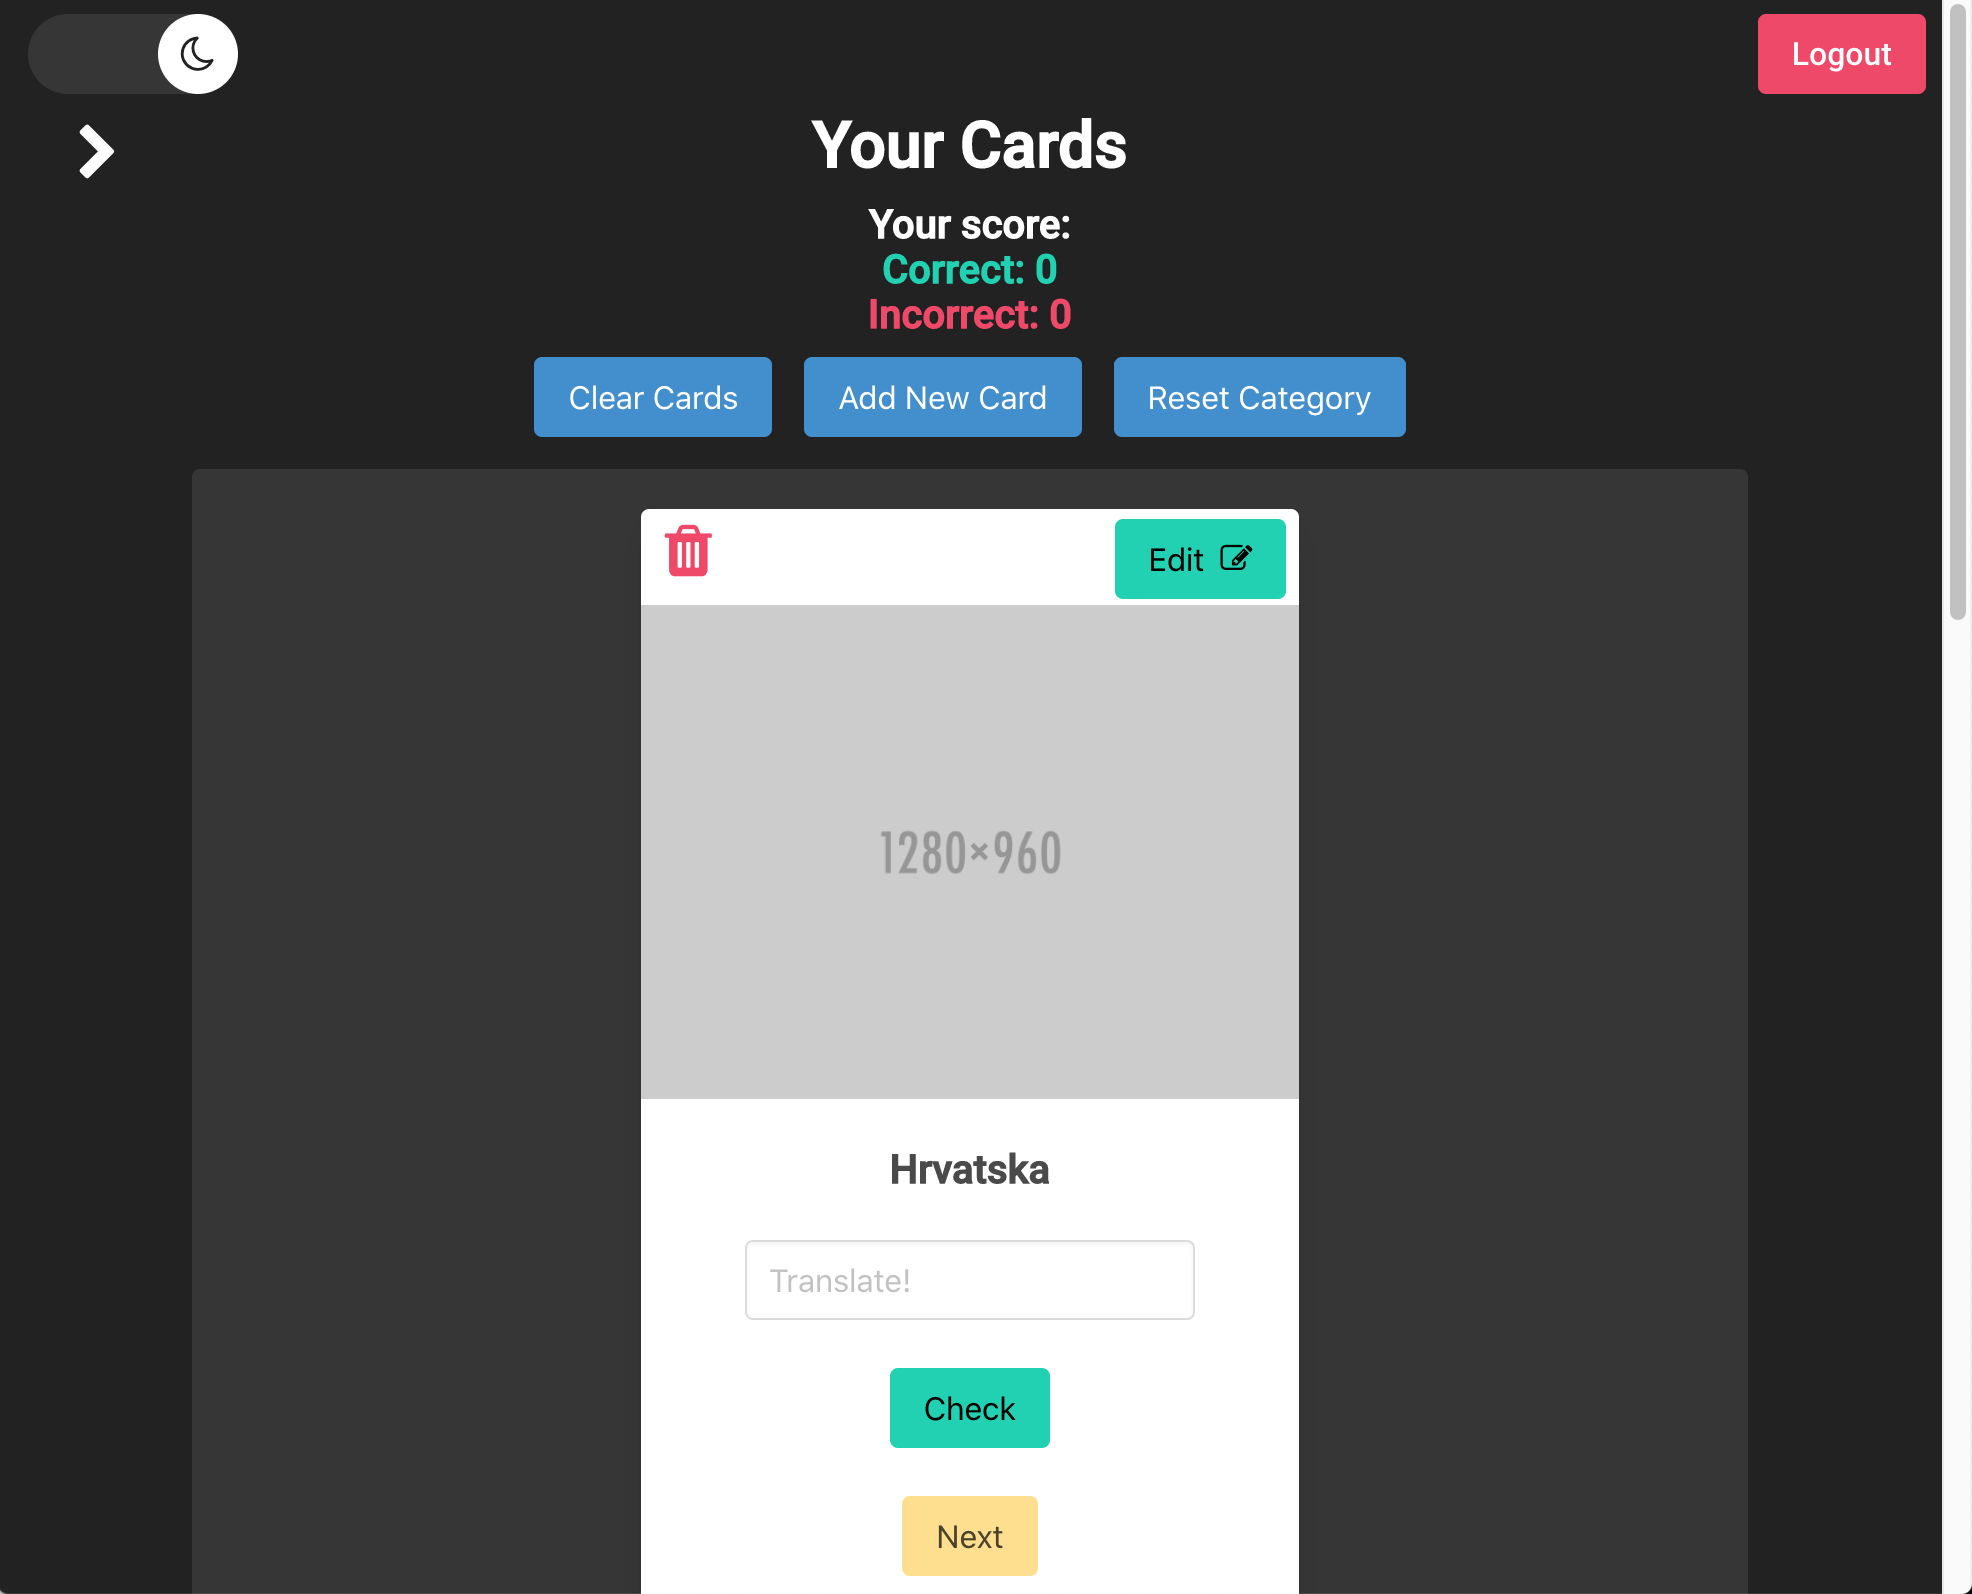 Logout
Your Cards
Your score:
Correct: 0
Incorrect: 0
Clear Cards
Add New Card
Reset Category
Edit
1280×960
Hrvatska
Translate!
Check
Next